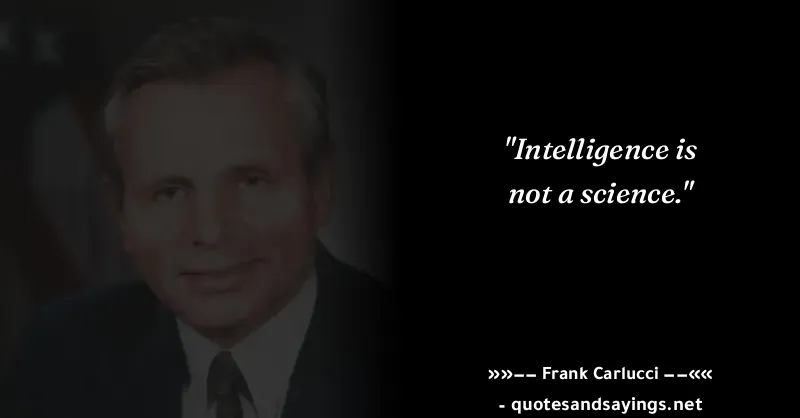 "Intelligence is
not a science."
»»−− Frank Carlucci −−««
- quotesandsayings.net